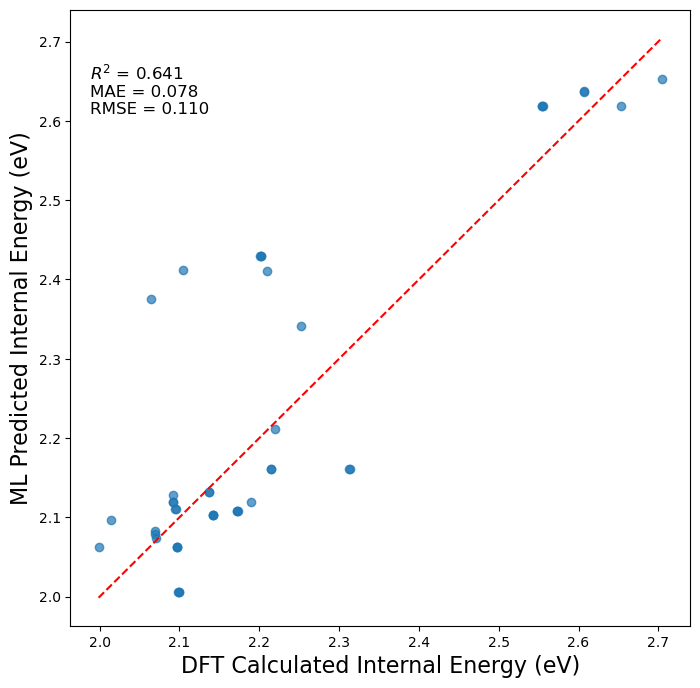 R² = 0.641
MAE = 0.078
RMSE = 0.110
ML Predicted Internal Energy (eV)
2.7
2.6
2.5
2.4
2.3
2.2
2.1
2.0
2.0 2.1 2.2 2.3 2.4 2.5 2.6 2.7
DFT Calculated Internal Energy (eV)